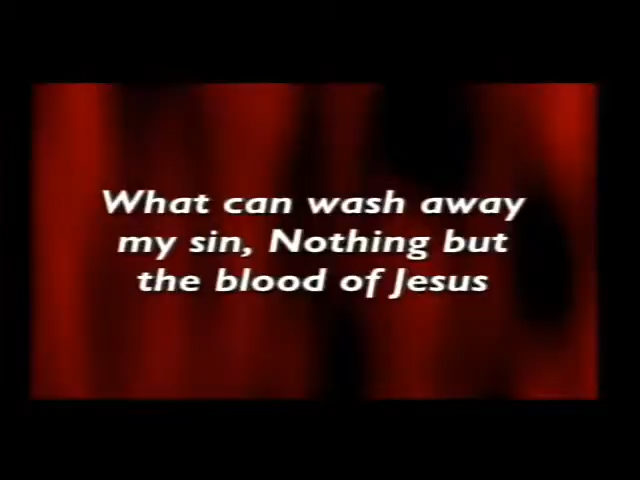 What can wash away
my sin, Nothing but
the blood of Jesus